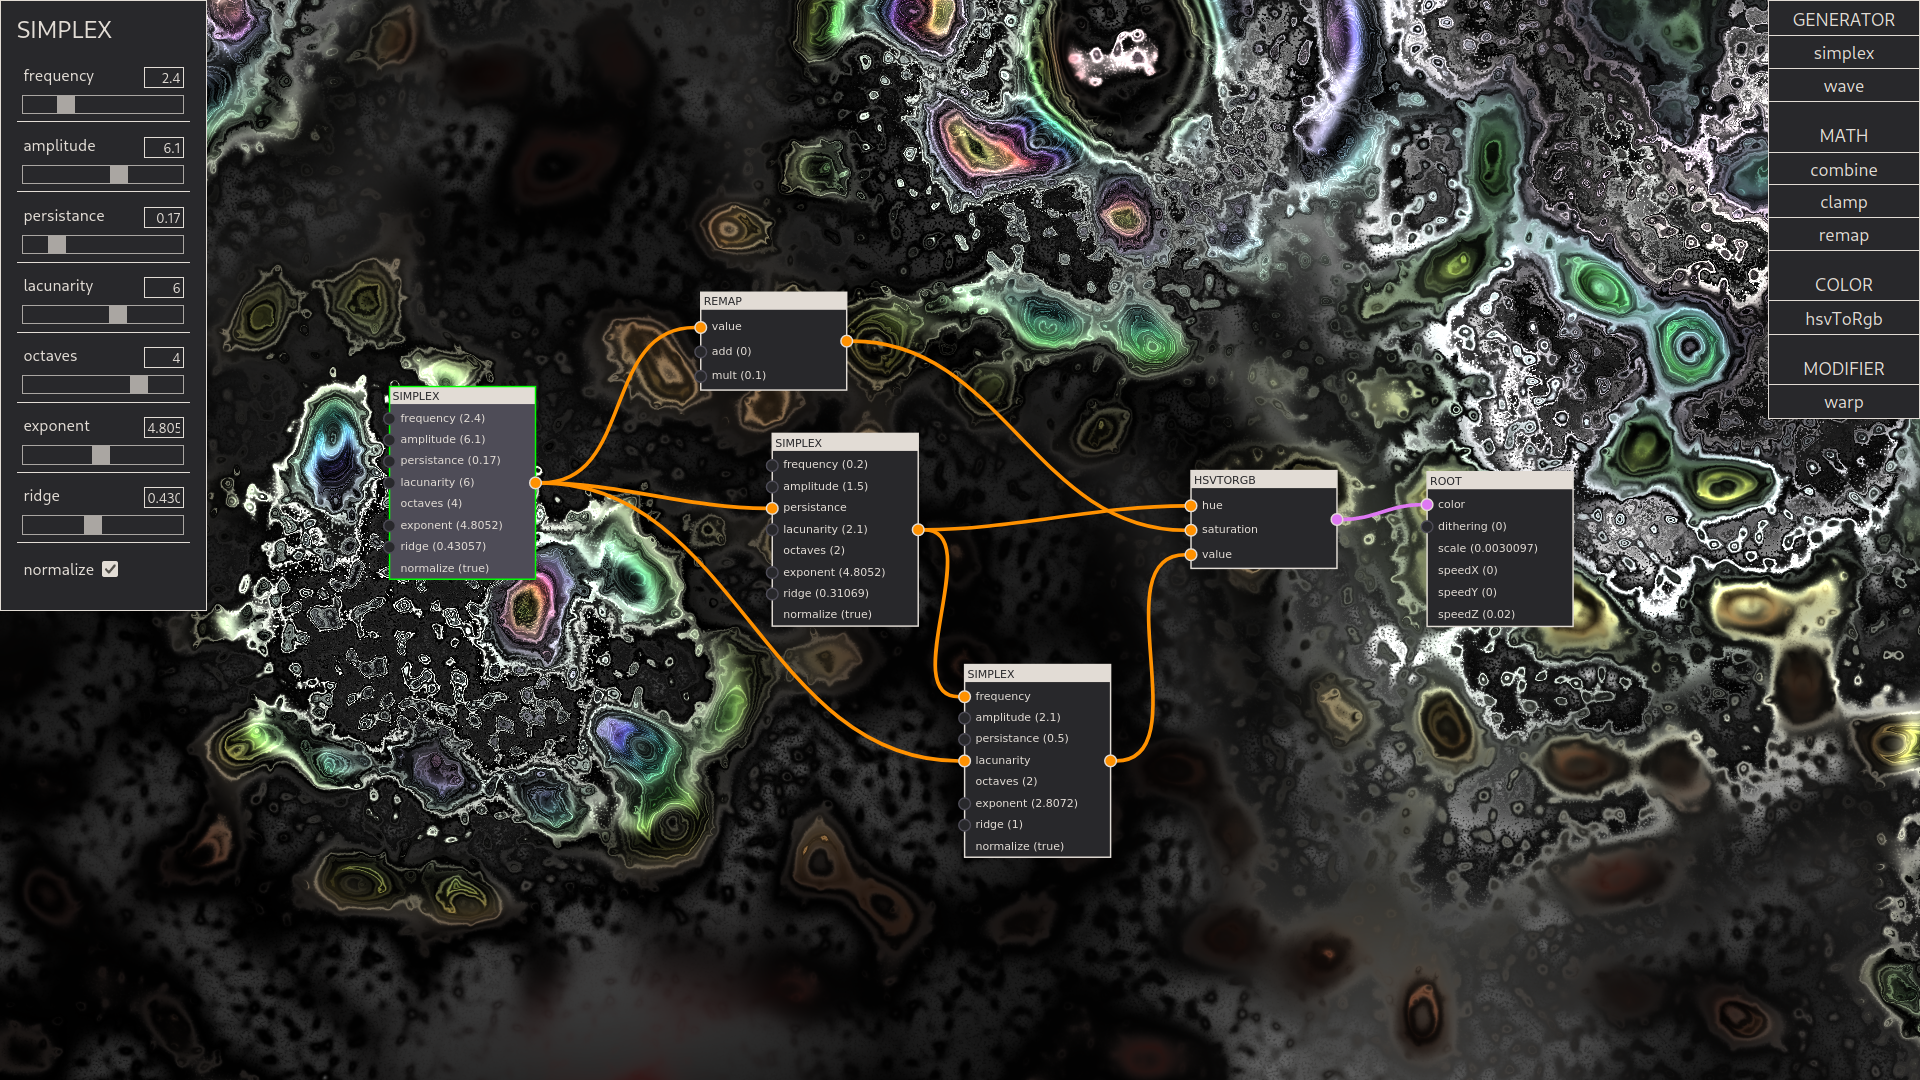 SIMPLEX
frequency 2.4
amplitude 6.1
persistance 0.17
lacunarity 6
octaves 4
exponent 4.805
ridge 0.430
normalize
SIMPLEX
frequency (2.4)
amplitude (6.1)
persistance (0.17)
lacunarity (6)
octaves (4)
exponent (4.8052)
ridge (0.43057)
normalize (true)
REMAP
value
add (0)
mult (0.1)
SIMPLEX
frequency (0.2)
amplitude (1.5)
persistance
lacunarity (2.1)
octaves (2)
exponent (4.8052)
ridge (0.31069)
normalize (true)
SIMPLEX
frequency
amplitude (2.1)
persistance (0.5)
lacunarity
octaves (2)
exponent (2.8072)
ridge (1)
normalize (true)
HSVTORGB
hue
saturation
value
ROOT
color
dithering (0)
scale (0.0030097)
speedX (0)
speedY (0)
speedZ (0.02)
GENERATOR
simplex
wave
MATH
combine
clamp
remap
COLOR
hsvToRgb
MODIFIER
warp